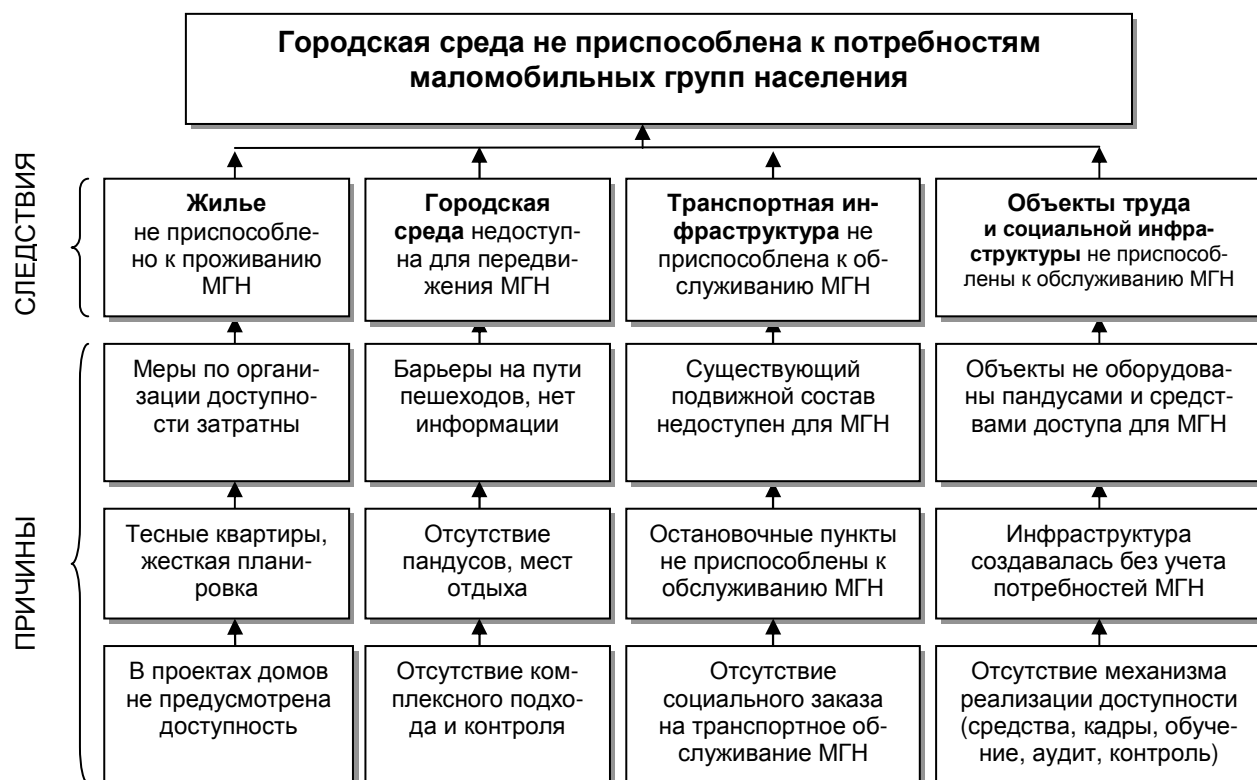 Городская среда не приспособлена к потребностям
маломобильных групп населения
СЛЕДСТВИЯ
Жилье
не приспособле-
но к проживанию
МГН
Городская
среда недоступ-
на для передви-
жения МГН
Транспортная ин-
фраструктура не
приспособлена к об-
служиванию МГН
Объекты труда
и социальной инфра-
структуры не приспособ-
лены к обслуживанию МГН
ПРИЧИНЫ
Меры по органи-
зации доступно-
сти затратны
Барьеры на пути
пешеходов, нет
информации
Существующий
подвижной состав
недоступен для МГН
Объекты не оборудова-
ны пандусами и средст-
вами доступа для МГН
Тесные квартиры,
жесткая плани-
ровка
Отсутствие
пандусов, мест
отдыха
Остановочные пункты
не приспособлены к
обслуживанию МГН
Инфраструктура
создавалась без учета
потребностей МГН
В проектах домов
не предусмотрена
доступность
Отсутствие ком-
плексного подхо-
да и контроля
Отсутствие
социального заказа
на транспортное об-
служивание МГН
Отсутствие механизма
реализации доступности
(средства, кадры, обуче-
ние, аудит, контроль)